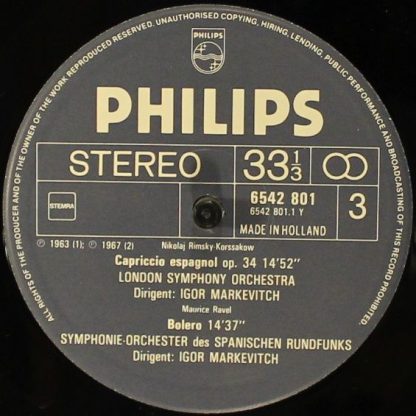 ALL RIGHTS OF THE PRODUCER AND OF THE OWNER OF THE WORK REPRODUCED RESERVED. UNAUTHORISED COPYING, HIRING, LENDING, PUBLIC PERFORMANCE AND BROADCASTING OF THIS RECORD PROHIBITED.
PHILIPS
PHILIPS
STEREO 33 1/3
STEMRA
6542 801
6542 801.1 Y
3
MADE IN HOLLAND
℗ 1963 (1) ℗ 1967 (2) Nikolaj Rimsky-Korssakow
Capriccio espagnol op. 34 14'52"
LONDON SYMPHONY ORCHESTRA
Dirigent: IGOR MARKEVITCH
Maurice Ravel
Bolero 14'37"
SYMPHONIE-ORCHESTER des SPANISCHEN RUNDFUNKS
Dirigent: IGOR MARKEVITCH